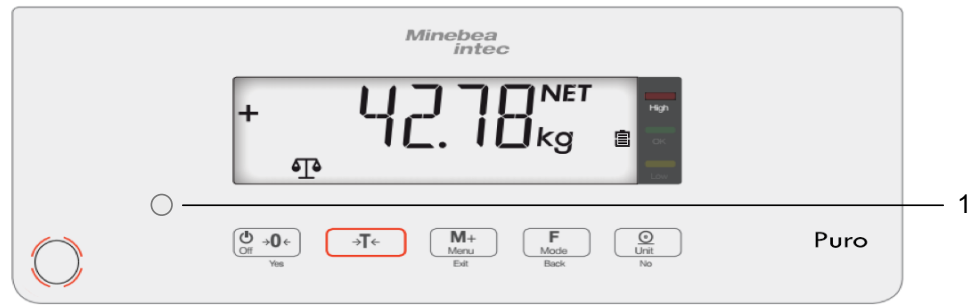 Minebea
intec
+ 42.78 NET
kg
High
OK
Low
1
Off →0← →T← M+ Menu F Mode Unit
Yes Exit Back No
Puro